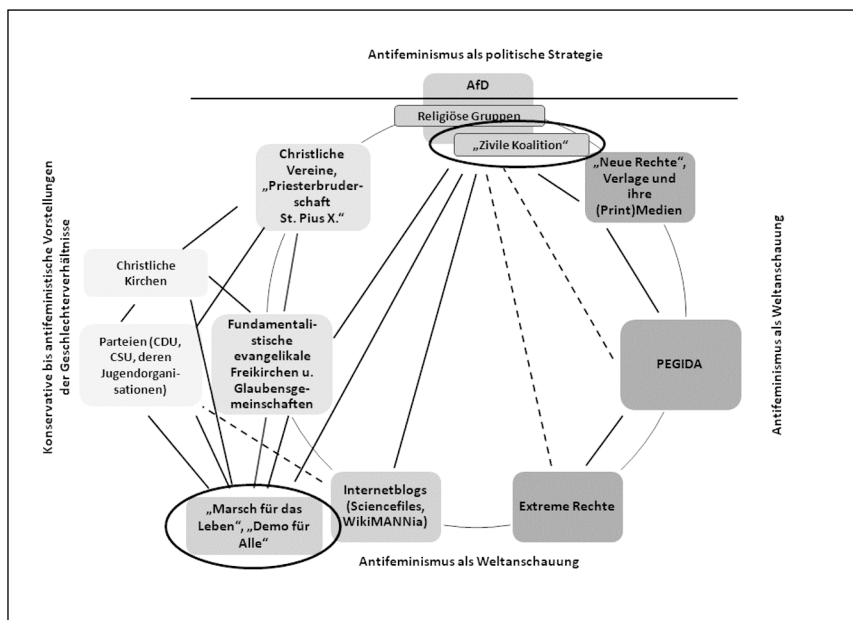 Antifeminismus als politische Strategie
AfD
Religiöse Gruppen
„Zivile Koalition“
Christliche
Vereine,
„Priesterbruder-
schaft
St. Pius X.“
„Neue Rechte“,
Verlage und
ihre
(Print)Medien
Christliche
Kirchen
Parteien (CDU,
CSU, deren
Jugendorgani-
sationen)
Fundamentali-
stische
evangelikale
Freikirchen u.
Glaubensge-
meinschaften
PEGIDA
Internetblogs
(Sciencefiles,
WikiMANNia)
Extreme Rechte
„Marsch für das
Leben“, „Demo für
Alle“
Antifeminismus als Weltanschauung
Konservative bis antifeministische Vorstellungen
der Geschlechterverhältnisse
Antifeminismus als Weltanschauung